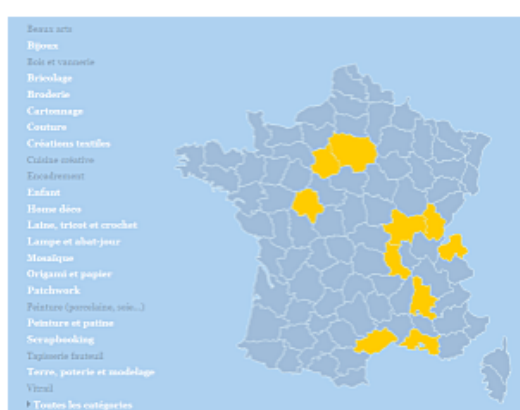 Beaux arts
Bijoux
Bois et vannerie
Bricolage
Broderie
Cartonnage
Couture
Créations textiles
Cuisine créative
Encadrement
Enfant
Home déco
Laine, tricot et crochet
Lampe et abat-jour
Mosaïque
Origami et papier
Patchwork
Peinture (porcelaine, soie...)
Peinture et patine
Scrapbooking
Tapisserie fauteuil
Terre, poterie et modelage
Vitrail
Toutes les catégories